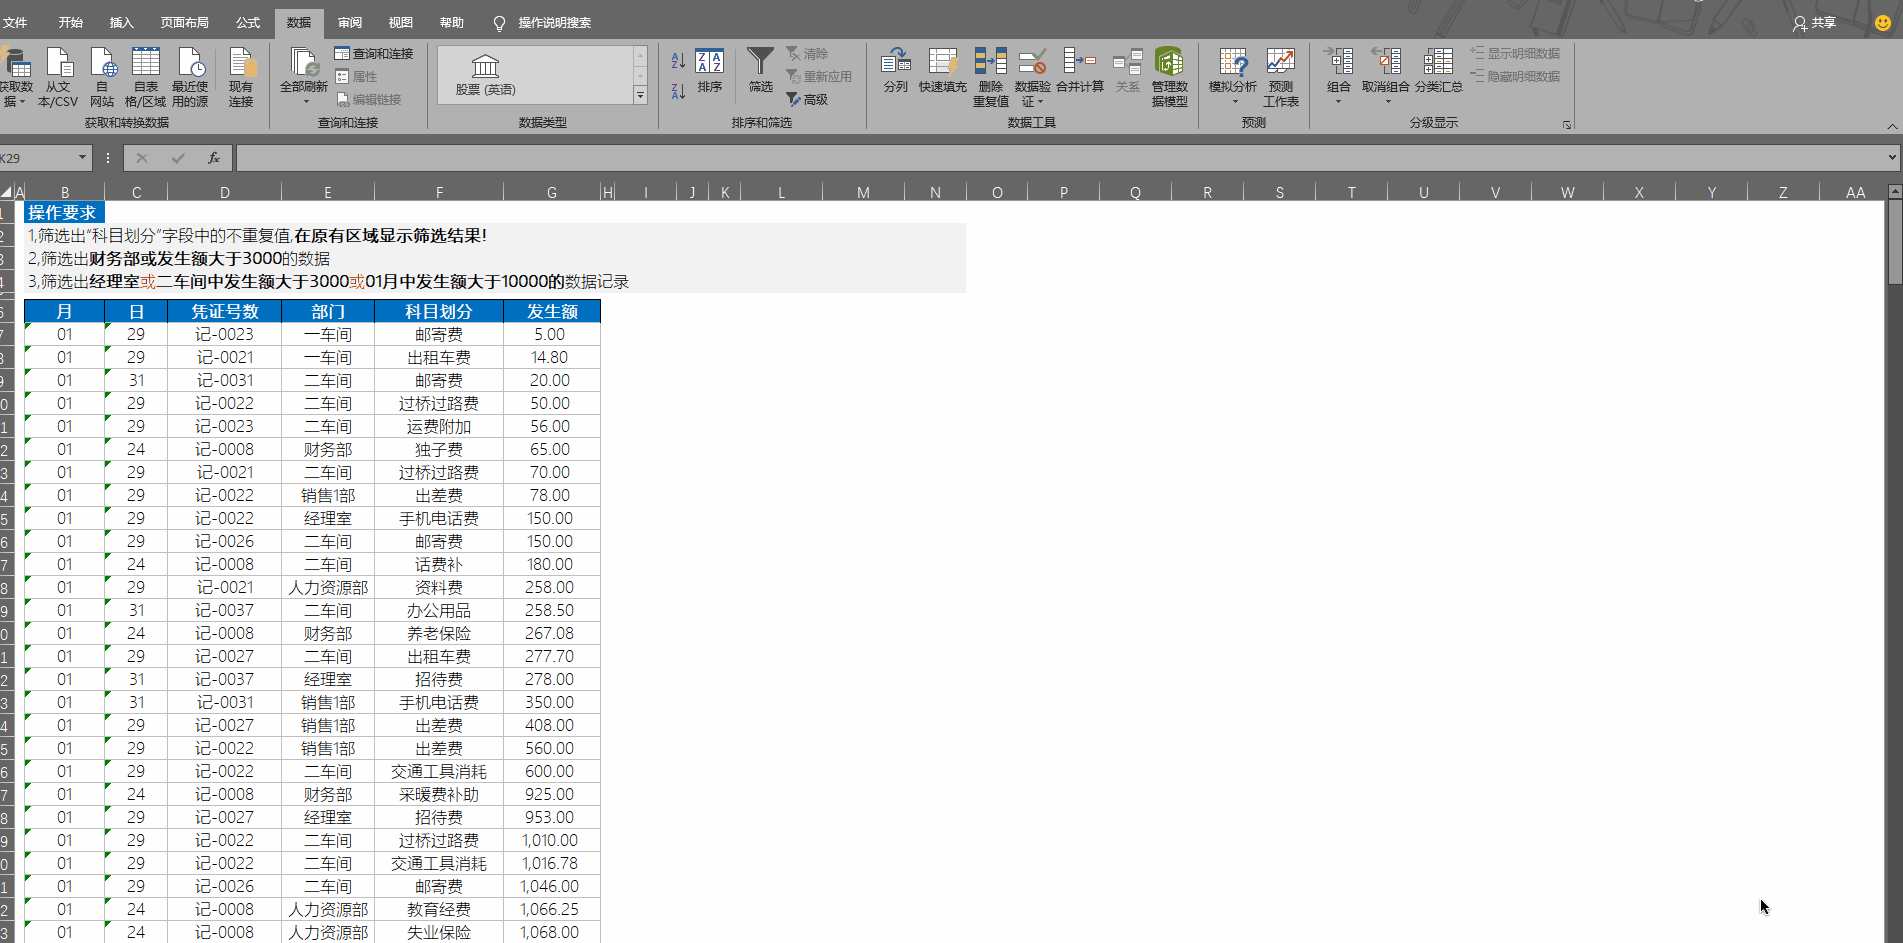 文件 开始 插入 页面布局 公式 数据 审阅 视图 帮助 操作说明搜索 共享
获取数据 从文本/CSV 自网站 自表格/区域 最近使用的源 现有连接 全部刷新 查询和连接 属性 编辑链接 股票 (英语) 排序 筛选 清除 重新应用 高级 分列 快速填充 删除重复值 数据验证 合并计算 关系 管理数据模型 模拟分析 预测工作表 组合 取消组合 分类汇总 显示明细数据 隐藏明细数据
获取和转换数据 查询和连接 数据类型 排序和筛选 数据工具 预测 分级显示
K29 fx
A B C D E F G H I J K L M N O P Q R S T U V W X Y Z AA
操作要求
1,筛选出“科目划分”字段中的不重复值,在原有区域显示筛选结果!
2,筛选出财务部或发生额大于3000的数据
3,筛选出经理室或二车间中发生额大于3000或01月中发生额大于10000的数据记录
月 日 凭证号数 部门 科目划分 发生额
01 29 记-0023 一车间 邮寄费 5.00
01 29 记-0021 一车间 出租车费 14.80
01 31 记-0031 二车间 邮寄费 20.00
01 29 记-0022 二车间 过桥过路费 50.00
01 29 记-0023 二车间 运费附加 56.00
01 24 记-0008 财务部 独子费 65.00
01 29 记-0021 二车间 过桥过路费 70.00
01 29 记-0022 销售1部 出差费 78.00
01 29 记-0022 经理室 手机电话费 150.00
01 29 记-0026 二车间 邮寄费 150.00
01 24 记-0008 二车间 话费补 180.00
01 29 记-0021 人力资源部 资料费 258.00
01 31 记-0037 二车间 办公用品 258.50
01 24 记-0008 财务部 养老保险 267.08
01 29 记-0027 二车间 出租车费 277.70
01 31 记-0037 经理室 招待费 278.00
01 31 记-0031 销售1部 手机电话费 350.00
01 29 记-0027 销售1部 出差费 408.00
01 29 记-0022 销售1部 出差费 560.00
01 29 记-0022 二车间 交通工具消耗 600.00
01 24 记-0008 财务部 采暖费补助 925.00
01 29 记-0027 经理室 招待费 953.00
01 29 记-0022 二车间 过桥过路费 1,010.00
01 29 记-0022 二车间 交通工具消耗 1,016.78
01 29 记-0026 二车间 邮寄费 1,046.00
01 24 记-0008 人力资源部 教育经费 1,066.25
01 24 记-0008 人力资源部 失业保险 1,068.00